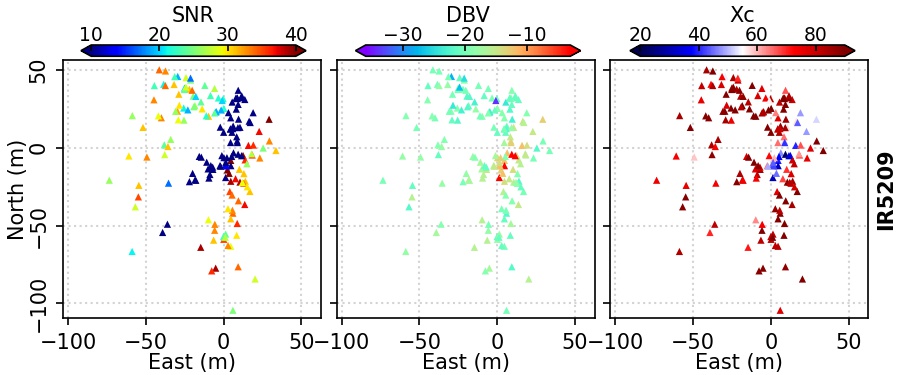 SNR DBV Xc
10 20 30 40 −30 −20 −10 20 40 60 80
50
0
−50
−100
North (m)
−100 −50 0 50 −100 −50 0 50 −100 −50 0 50
East (m) East (m) East (m)
IR5209